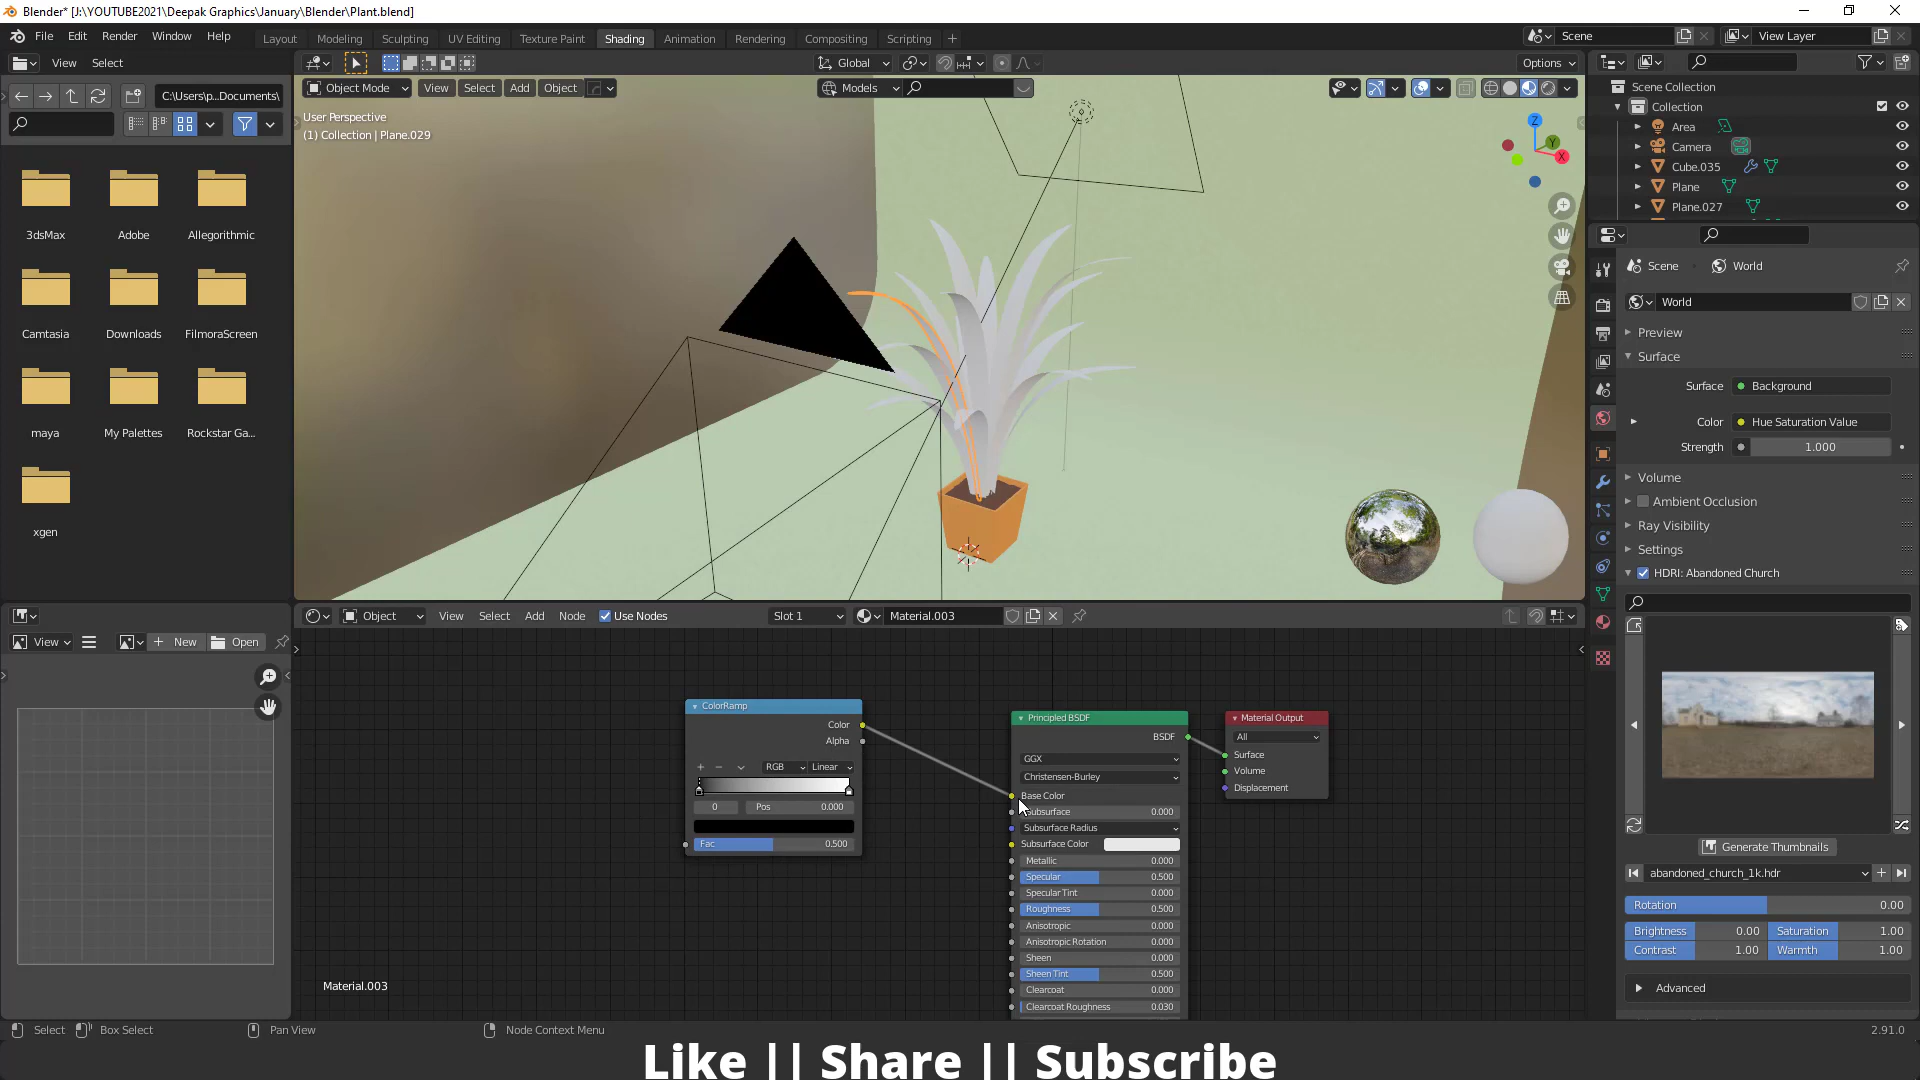 Blender* [J:\YOUTUBE2021\Deepak Graphics\January\Blender\Plant.blend]
File Edit Render Window Help
Layout Modeling Sculpting UV Editing Texture Paint Shading Animation Rendering Compositing Scripting
Scene
View Layer
View Select
Global
Options
C:\Users\p...Documents\
Object Mode View Select Add Object
Models
Scene Collection
Collection
Area
Camera
Cube.035
Plane
Plane.027
User Perspective
(1) Collection | Plane.029
Z
Y
X
3dsMax Adobe Allegorithmic
Camtasia Downloads FilmoraScreen
maya My Palettes Rockstar Ga...
xgen
Scene World
World
Preview
Surface
Surface Background
Color Hue Saturation Value
Strength 1.000
Volume
Ambient Occlusion
Ray Visibility
Settings
HDRI: Abandoned Church
Generate Thumbnails
abandoned_church_1k.hdr
Rotation 0.00
Brightness 0.00 Saturation 1.00
Contrast 1.00 Warmth 1.00
Advanced
Object View Select Add Node Use Nodes Slot 1 Material.003
View New Open
ColorRamp
Color
Alpha
RGB Linear
0 Pos 0.000
Fac 0.500
Principled BSDF
BSDF
GGX
Christensen-Burley
Base Color
Subsurface 0.000
Subsurface Radius
Subsurface Color
Metallic 0.000
Specular 0.500
Specular Tint 0.000
Roughness 0.500
Anisotropic 0.000
Anisotropic Rotation 0.000
Sheen 0.000
Sheen Tint 0.500
Clearcoat 0.000
Clearcoat Roughness 0.030
Material Output
All
Surface
Volume
Displacement
Material.003
Select Box Select Pan View Node Context Menu
2.91.0
Like || Share || Subscribe